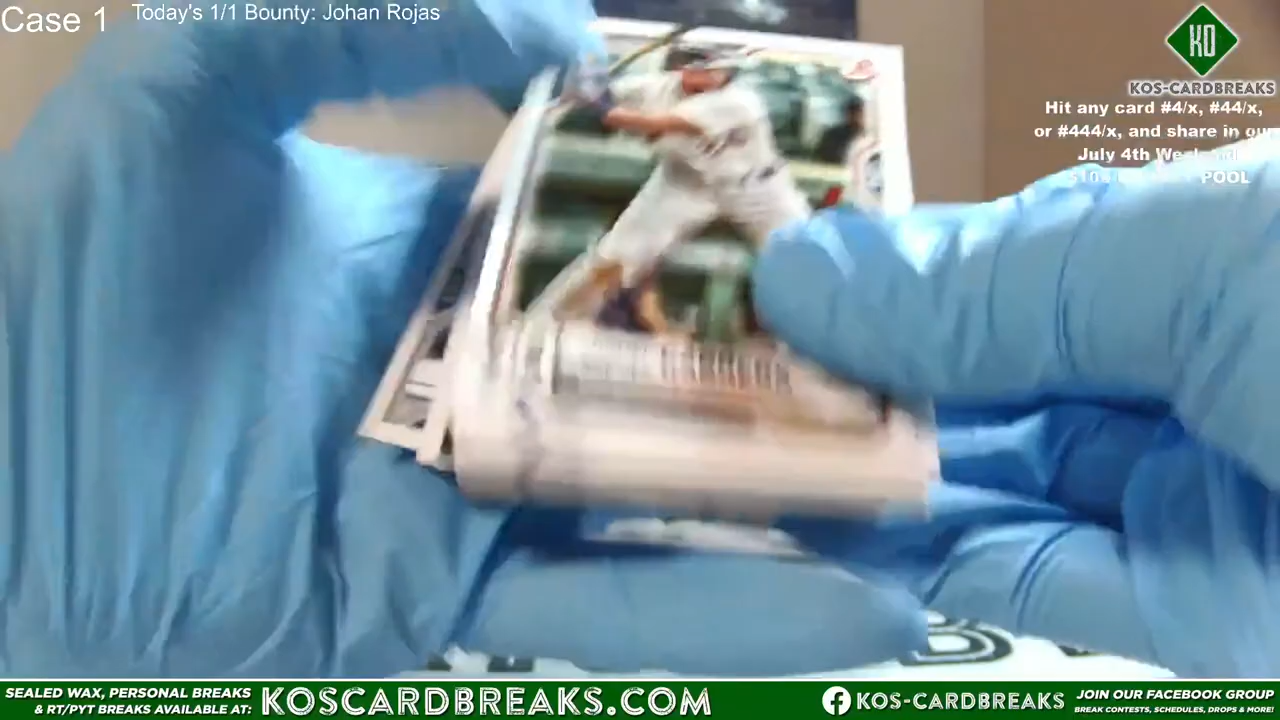 Case 1
Today's 1/1 Bounty: Johan Rojas
KO
KOS-CARDBREAKS
Hit any card #4/x, #44/x,
or #444/x, and share in our
July 4th
POOL
SEALED WAX, PERSONAL BREAKS
& RT/PYT BREAKS AVAILABLE AT:
KOSCARDBREAKS.COM
KOS-CARDBREAKS
JOIN OUR FACEBOOK GROUP
BREAK CONTESTS, SCHEDULES, DROPS & MORE!